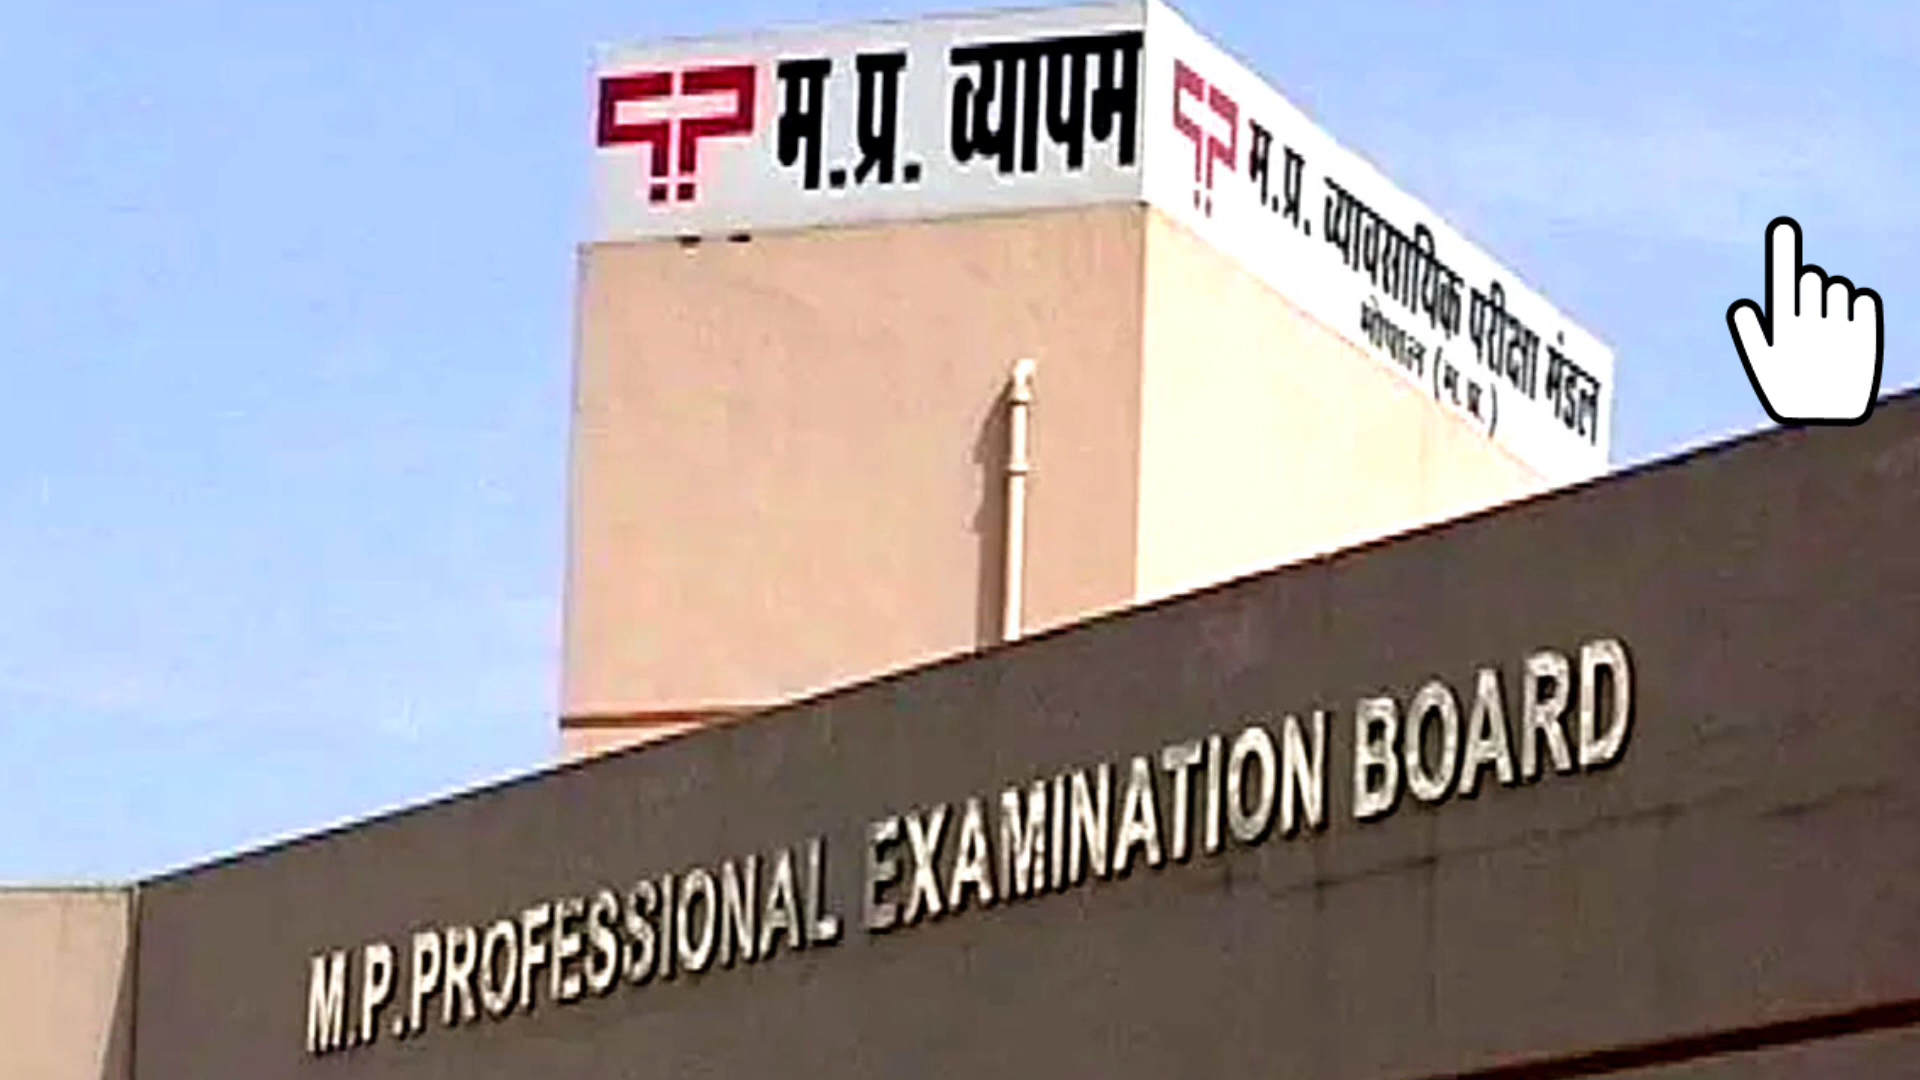 म.प्र. व्यापम
म.प्र. व्यावसायिक परीक्षा मंडल
भोपाल (म.प्र.)
M.P.PROFESSIONAL EXAMINATION BOARD